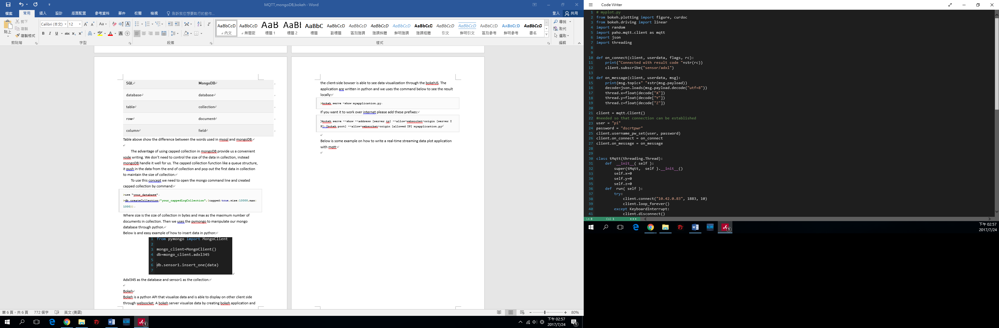 MQTT,mongoDB,bokeh - Word
檔案 常用 插入 設計 版面配置 參考資料 郵件 校閱 檢視 告訴我您想要執行的動作... 登入 共用
貼上 剪下 複製 複製格式
Calibri (本文) 12
AaBbCcD AaBbCcD AaB AaBl AaBbC AaBbCcD AaBbCcD AaBbCcD AaBbCcD AaBbCcD AaBbCcD AaBbCcD AaBbCcD AaBbCcD AaBbCcD
內文 無間距 標題 1 標題 2 標題 副標題 區別強調 強調斜體 鮮明強調 強調粗體 引文 鮮明引文 區別參考 鮮明參考 書名
尋找
取代
選取
剪貼簿 字型 段落 樣式 編輯
SQL MongoDB
database database
table collection
row document
column field
Table above show the difference between the words used in mysql and mongoDB.
The advantage of using capped collection in mongoDB provide us a convenient
vode writing. We don’t need to control the size of the data in collection, instead
mongoDB handle it well for us. The capped collection function like a queue structure,
it push in the data from the end of collection and pop out the first data in collection
to maintain the size of collection.
To use this concept we need to open the mongo command line and created
capped collection by command:
>use “your_database”
>db.createCollection("your_cappedLogCollection",{capped:true,size:10000,max:
1000})
Where size is the size of collection in bytes and max as the maximum number of
documents in collection. Then we uses the pymongo to manipulate our mongo
database through python.
Below is and easy example of how to insert data in python:
1 from pymongo import MongoClient
2
3 mongo_client=MongoClient()
4 db=mongo_client.adxl345
5
6 db.sensor1.insert_one(data)
7
Adxl345 as the database and sensor1 as the collection.
Bokeh
Bokeh is a python API that visualize data and is able to display on other client side
through websocket. A bokeh server visualize data by creating bokeh application and
the client-side bowser is able to see data visualization through the bokehJS. The
application are written in python and we uses the command below to see the result
locally:
>bokeh serve –show myapplication.py
If you want it to work over internet please add these prefixes:
>bokeh serve --show --address [server ip] --allow-websocket-origin [server I
P]:[bokeh port] --allow-websocket-origin [allowed IP] myapplication.py
Below is some example on how to write a real-time streaming data plot application
with mqtt:
第 6 頁，共 6 頁 772 個字 英文 (美國) 80%
下午 02:57
2017/7/24
Code Writer
1 # myplot.py
2 from bokeh.plotting import figure, curdoc
3 from bokeh.driving import linear
4 import random
5 import paho.mqtt.client as mqtt
6 import json
7 import threading
8
9
10 def on_connect(client, userdata, flags, rc):
11 print("Connected with result code "+str(rc))
12 client.subscribe("sensor/adxl")
13
14 def on_message(client, userdata, msg):
15 print(msg.topic+" "+str(msg.payload))
16 decode=json.loads(msg.payload.decode("utf=8"))
17 thread.x=float(decode["X"])
18 thread.y=float(decode["Y"])
19 thread.z=float(decode["Z"])
20
21 client = mqtt.Client()
22 #needed so that connection can be established
23 user = "pi"
24 password = "dscrtpwr"
25 client.username_pw_set(user, password)
26 client.on_connect = on_connect
27 client.on_message = on_message
28
29
30 class tMqtt(threading.Thread):
31 def __init__( self ):
32 super(tMqtt, self ).__init__()
33 self.x=0
34 self.y=0
35 self.z=0
36 def run( self ):
37 try:
38 client.connect("10.42.0.83", 1883, 10)
39 client.loop_forever()
40 except KeyboardInterrupt:
41 client.disconnect()
Ln 8 Col 1
下午 02:57
2017/7/24